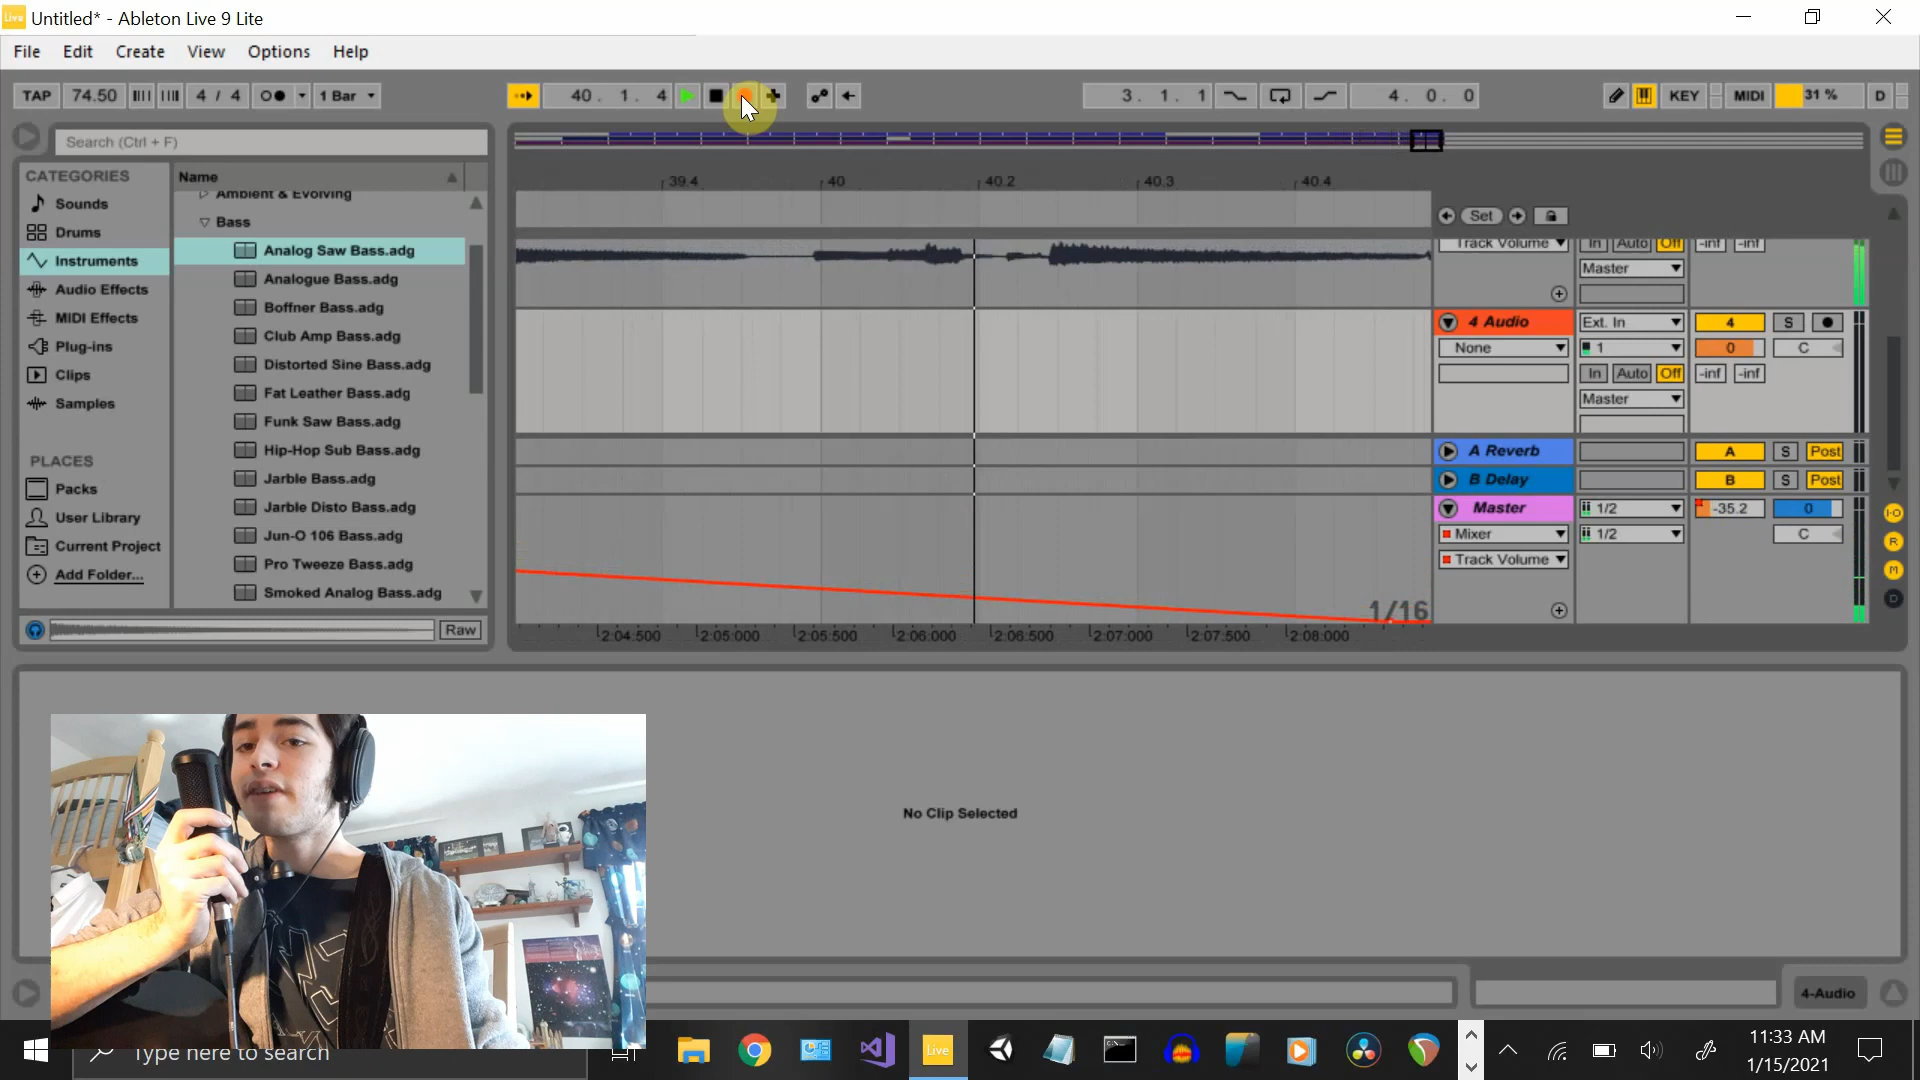 Live Untitled* - Ableton Live 9 Lite
File Edit Create View Options Help
TAP 74.50 4 / 4 1 Bar 40. 1. 4 3. 1. 1 4. 0. 0 KEY MIDI 31 % D
Search (Ctrl + F)
CATEGORIES
Sounds
Drums
Instruments
Audio Effects
MIDI Effects
Plug-ins
Clips
Samples
PLACES
Packs
User Library
Current Project
Add Folder...
Name
Ambient & Evolving
Bass
Analog Saw Bass.adg
Analogue Bass.adg
Boffner Bass.adg
Club Amp Bass.adg
Distorted Sine Bass.adg
Fat Leather Bass.adg
Funk Saw Bass.adg
Hip-Hop Sub Bass.adg
Jarble Bass.adg
Jarble Disto Bass.adg
Jun-O 106 Bass.adg
Pro Tweeze Bass.adg
Smoked Analog Bass.adg
Raw
39.4 40 40.2 40.3 40.4
Set
Track Volume In Auto Off -inf -inf
Master
4 Audio Ext. In 4 S
None 1 0 C
In Auto Off -inf -inf
Master
A Reverb A S Post
B Delay B S Post
Master 1/2 -35.2 0
Mixer 1/2 C
Track Volume
1/16
2:04:500 2:05:000 2:05:500 2:06:000 2:06:500 2:07:000 2:07:500 2:08:000
I-O
R
M
D
No Clip Selected
4-Audio
Type here to search
Live
11:33 AM
1/15/2021